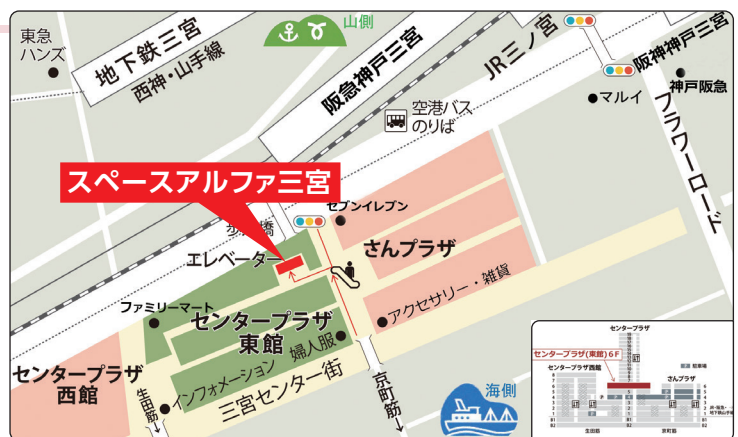 東急
ハンズ
地下鉄三宮
西神・山手線
山側
阪急神戸三宮
JR三ノ宮
阪神神戸三宮
神戸阪急
マルイ
フラワーロード
空港バス
のりば
スペースアルファ三宮
セブンイレブン
エレベーター
さんプラザ
ファミリーマート
センタープラザ
東館
アクセサリー・雑貨
婦人服
インフォメーション
三宮センター街
センタープラザ
西館
生田筋
京町筋
海側
センタープラザ
センタープラザ(東館)6F
センタープラザ西館
さんプラザ
駐車場
生田筋
京町筋